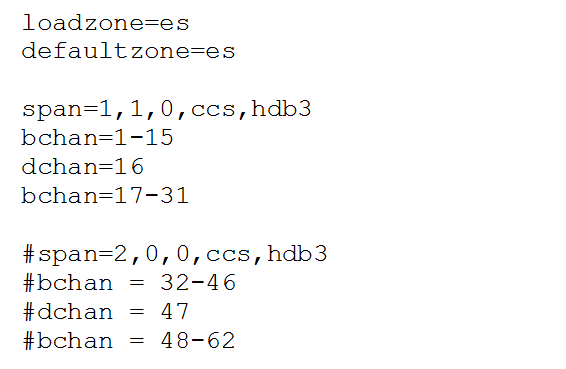 loadzone=es
defaultzone=es

span=1,1,0,ccs,hdb3
bchan=1-15
dchan=16
bchan=17-31

#span=2,0,0,ccs,hdb3
#bchan = 32-46
#dchan = 47
#bchan = 48-62